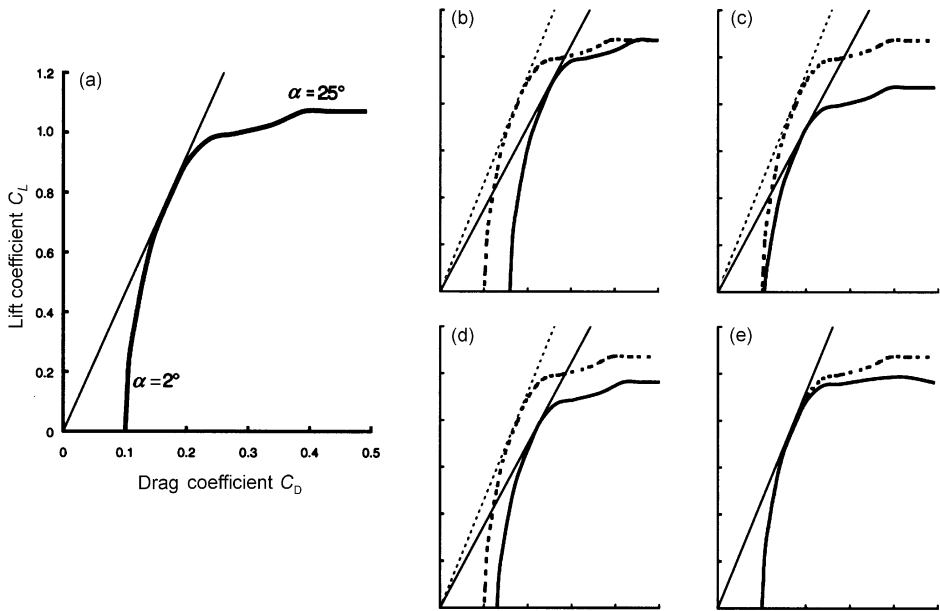 (a)
1.2
1.0
0.8
0.6
0.4
0.2
0
Lift coefficient C_L
α = 25°
α = 2°
0 0.1 0.2 0.3 0.4 0.5
Drag coefficient C_D
(b)
(c)
(d)
(e)